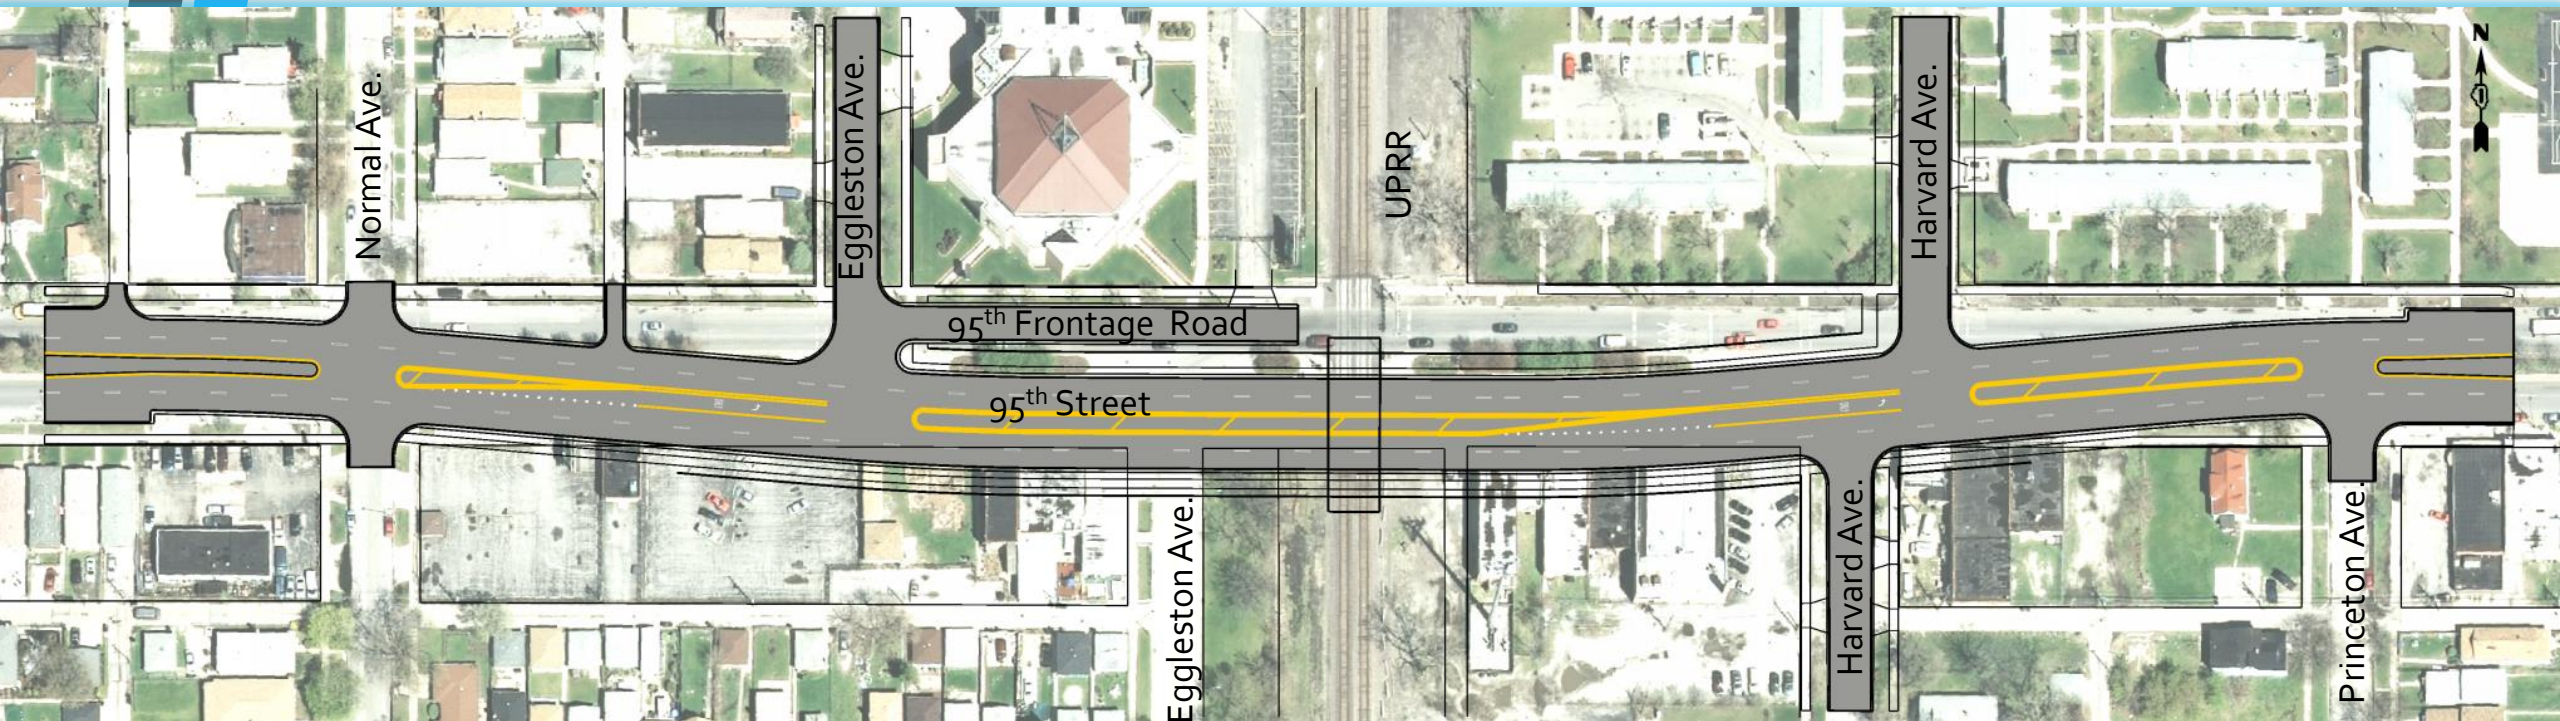 Normal Ave.
Eggleston Ave.
UPRR
Harvard Ave.
N
95th Frontage Road
95th Street
Eggleston Ave.
Harvard Ave.
Princeton Ave.